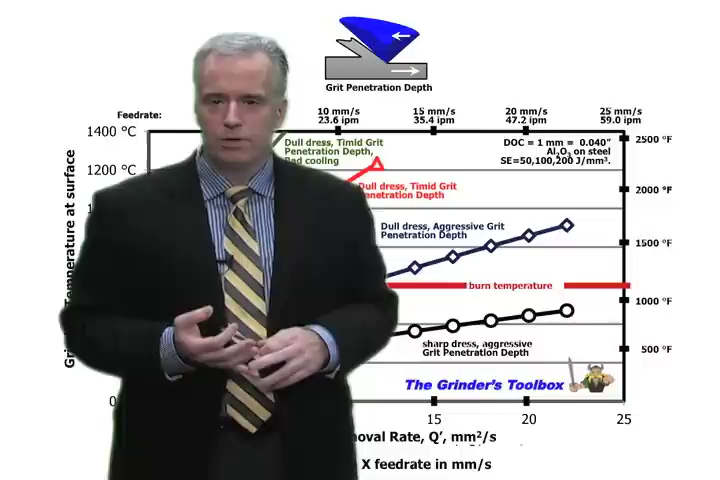 Grit Penetration Depth
Feedrate:
10 mm/s
23.6 ipm
15 mm/s
35.4 ipm
20 mm/s
47.2 ipm
25 mm/s
59.0 ipm
1400 °C
1200 °C
2500 °F
2000 °F
1500 °F
1000 °F
500 °F
Dull dress, Timid Grit
Penetration Depth,
Bad cooling
DOC = 1 mm = 0.040”
Al₂O₃ on steel
SE=50,100,200 J/mm³.
Dull dress, Timid Grit
Penetration Depth
Dull dress, Aggressive Grit
Penetration Depth
burn temperature
sharp dress, aggressive
Grit Penetration Depth
The Grinder's Toolbox
Temperature at surface
0
15
20
25
Rate, Q’, mm²/s
X feedrate in mm/s